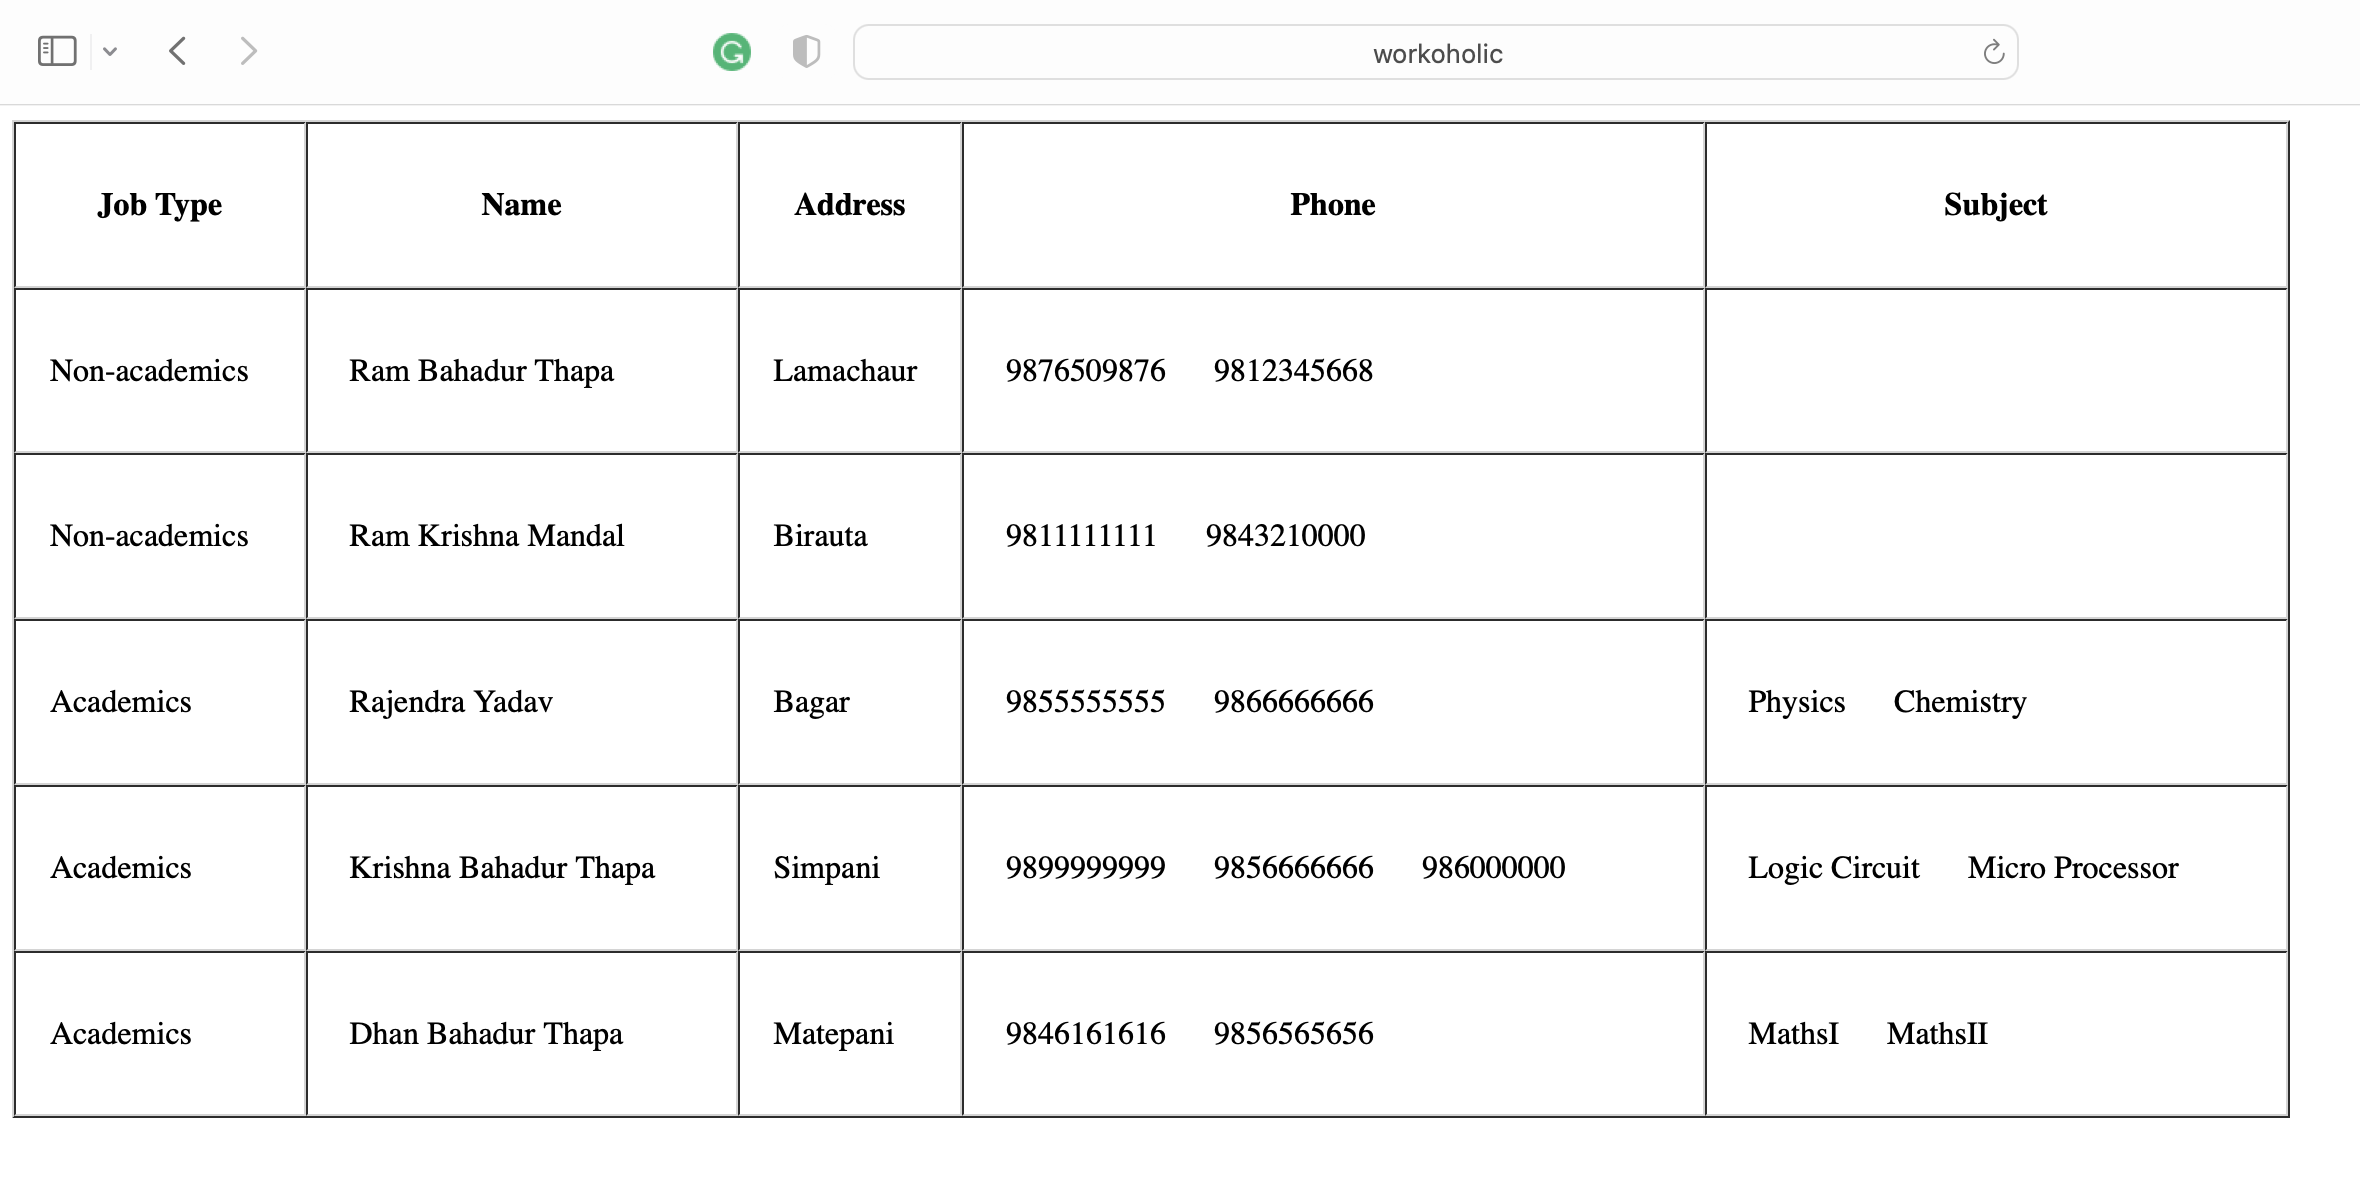 workoholic
Job Type Name Address Phone Subject
Non-academics Ram Bahadur Thapa Lamachaur 9876509876 9812345668
Non-academics Ram Krishna Mandal Birauta 9811111111 9843210000
Academics Rajendra Yadav Bagar 9855555555 9866666666 Physics Chemistry
Academics Krishna Bahadur Thapa Simpani 9899999999 9856666666 986000000 Logic Circuit Micro Processor
Academics Dhan Bahadur Thapa Matepani 9846161616 9856565656 MathsI MathsII